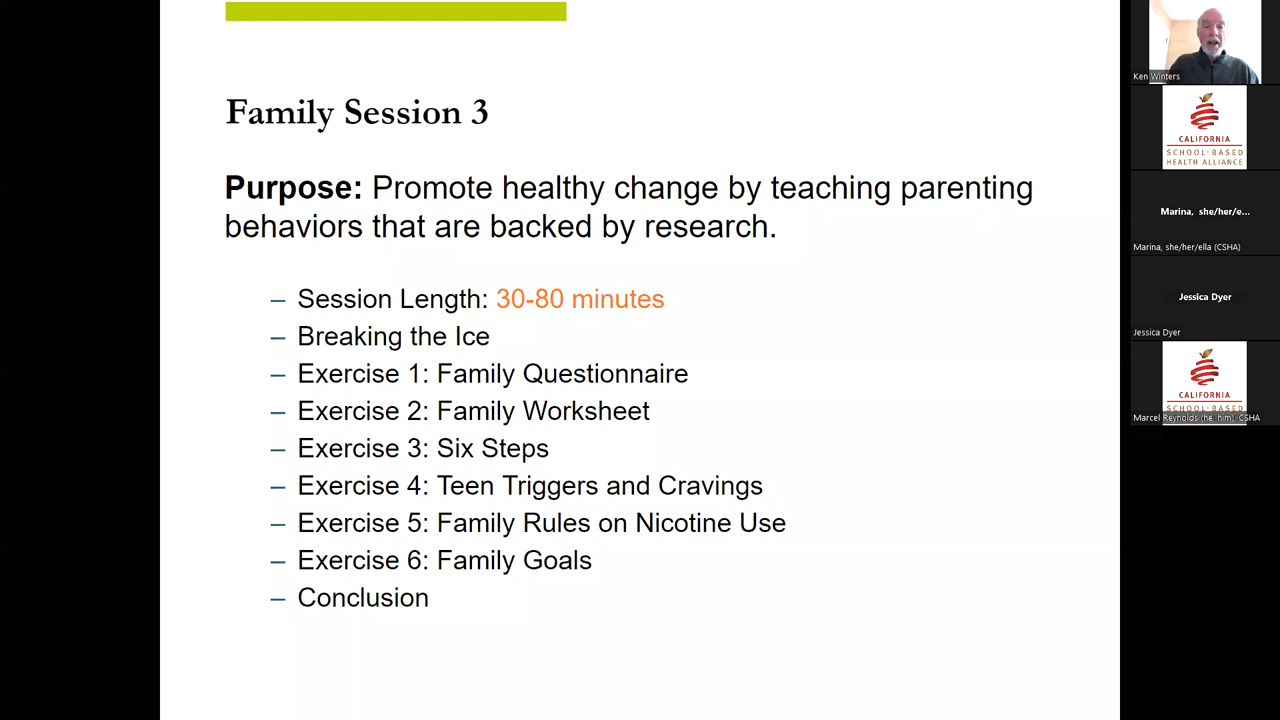 Family Session 3
Purpose: Promote healthy change by teaching parenting
behaviors that are backed by research.
– Session Length: 30-80 minutes
– Breaking the Ice
– Exercise 1: Family Questionnaire
– Exercise 2: Family Worksheet
– Exercise 3: Six Steps
– Exercise 4: Teen Triggers and Cravings
– Exercise 5: Family Rules on Nicotine Use
– Exercise 6: Family Goals
– Conclusion
Ken Winters
CALIFORNIA
SCHOOL-BASED
HEALTH ALLIANCE
Marina, she/her/e...
Marina, she/her/ella (CSHA)
Jessica Dyer
Jessica Dyer
CALIFORNIA
SCHOOL-BASED
Marcel Reynolds (he, him), CSHA